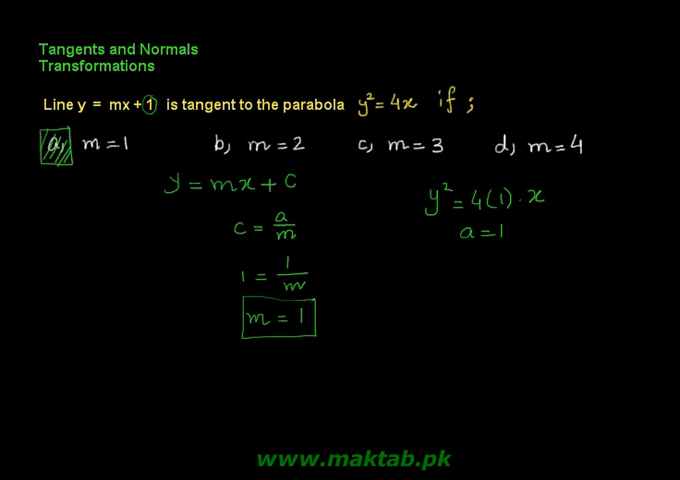 Tangents and Normals
Transformations
Line y = mx + 1 is tangent to the parabola y² = 4x if ;
a, m = 1 b, m = 2 c, m = 3 d, m = 4
y = mx + c
c = a/m
1 = 1/m
m = 1
y² = 4(1)·x
a = 1
www.maktab.pk